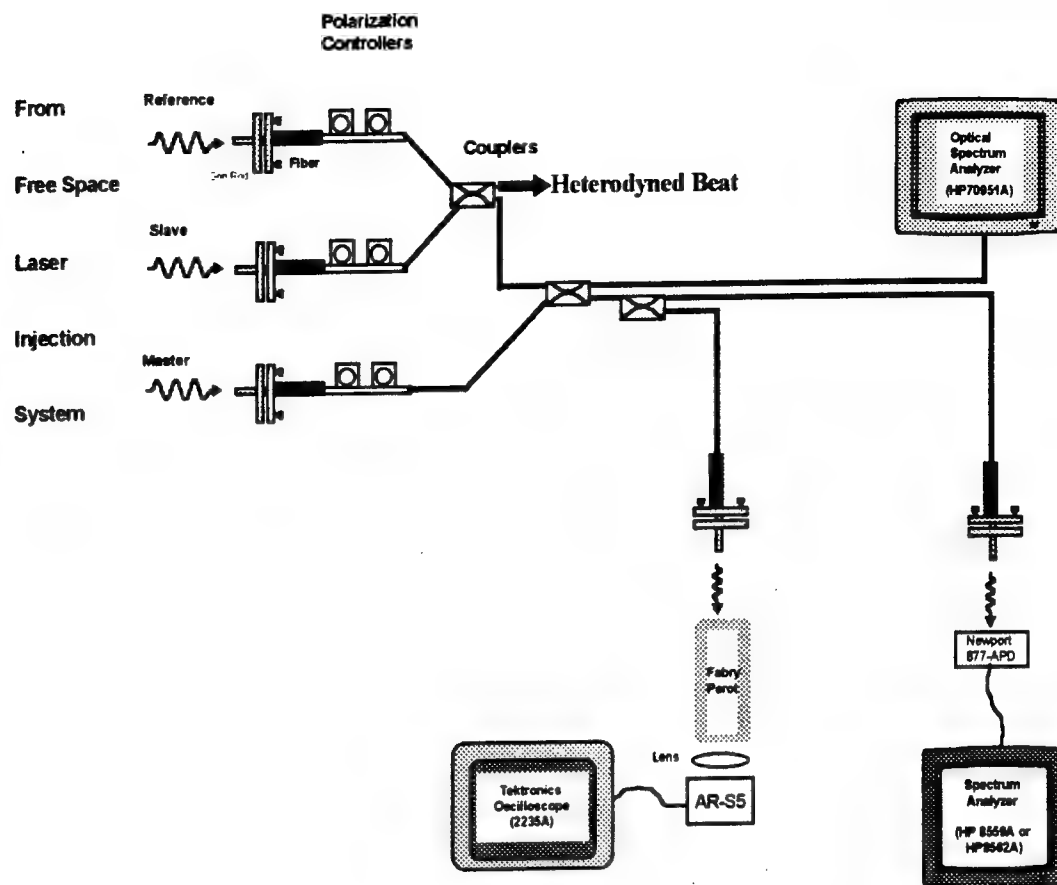 Polarization
Controllers
From
Reference
Fiber
Free Space
Couplers
Heterodyned Beat
Optical
Spectrum
Analyzer
(HP70951A)
Slave
Laser
Injection
Master
System
Newport
877-APD
Fabry
Perot
Lens
AR-S5
Tektronics
Oscilloscope
(2235A)
Spectrum
Analyzer
(HP 8559A or
HP8562A)